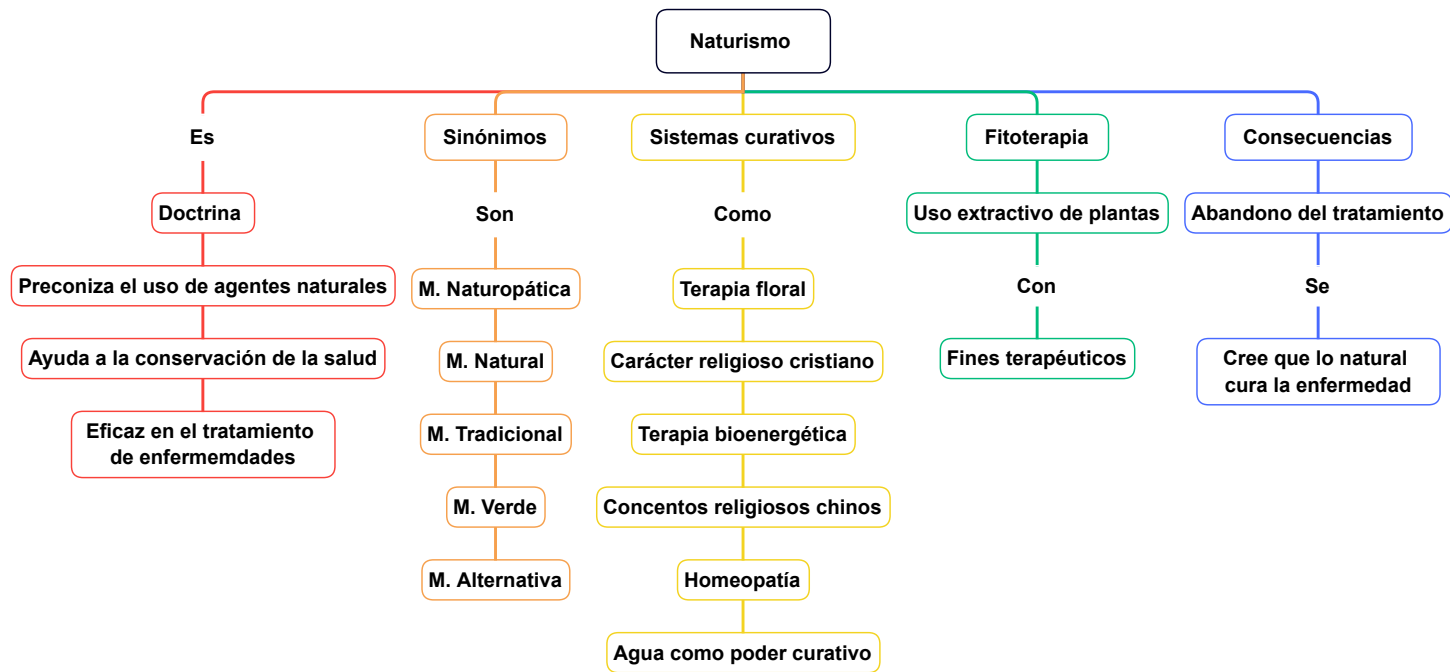 Naturismo
Es
Doctrina
Preconiza el uso de agentes naturales
Ayuda a la conservación de la salud
Eficaz en el tratamiento
de enfermemdades
Sinónimos
Son
M. Naturopática
M. Natural
M. Tradicional
M. Verde
M. Alternativa
Sistemas curativos
Como
Terapia floral
Carácter religioso cristiano
Terapia bioenergética
Concentos religiosos chinos
Homeopatía
Agua como poder curativo
Fitoterapia
Uso extractivo de plantas
Con
Fines terapéuticos
Consecuencias
Abandono del tratamiento
Se
Cree que lo natural
cura la enfermedad